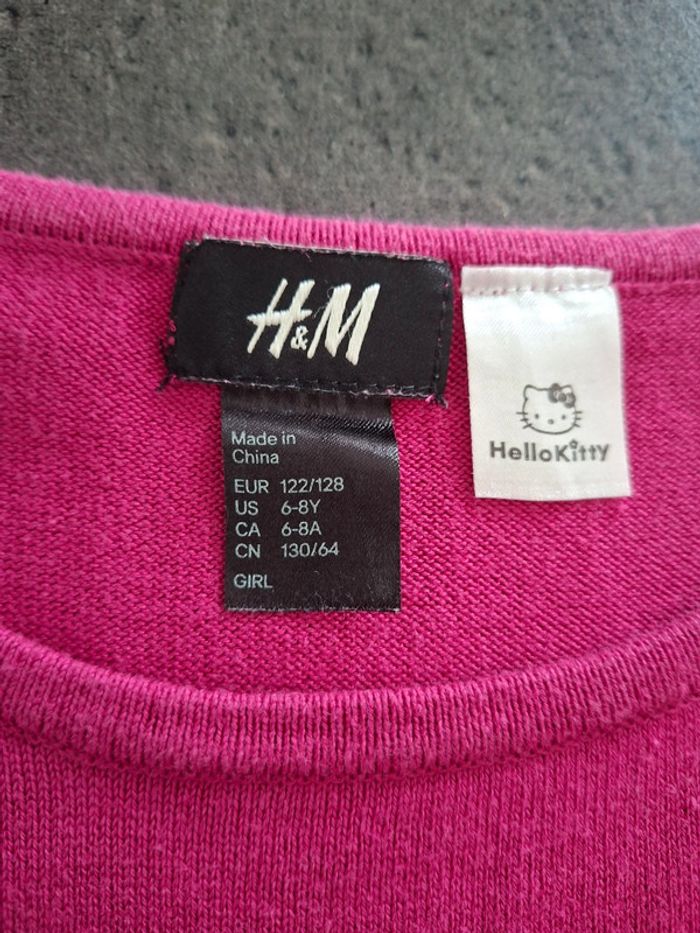 H&M
Made in
China
EUR 122/128
US 6-8Y
CA 6-8A
CN 130/64
GIRL
HelloKitty